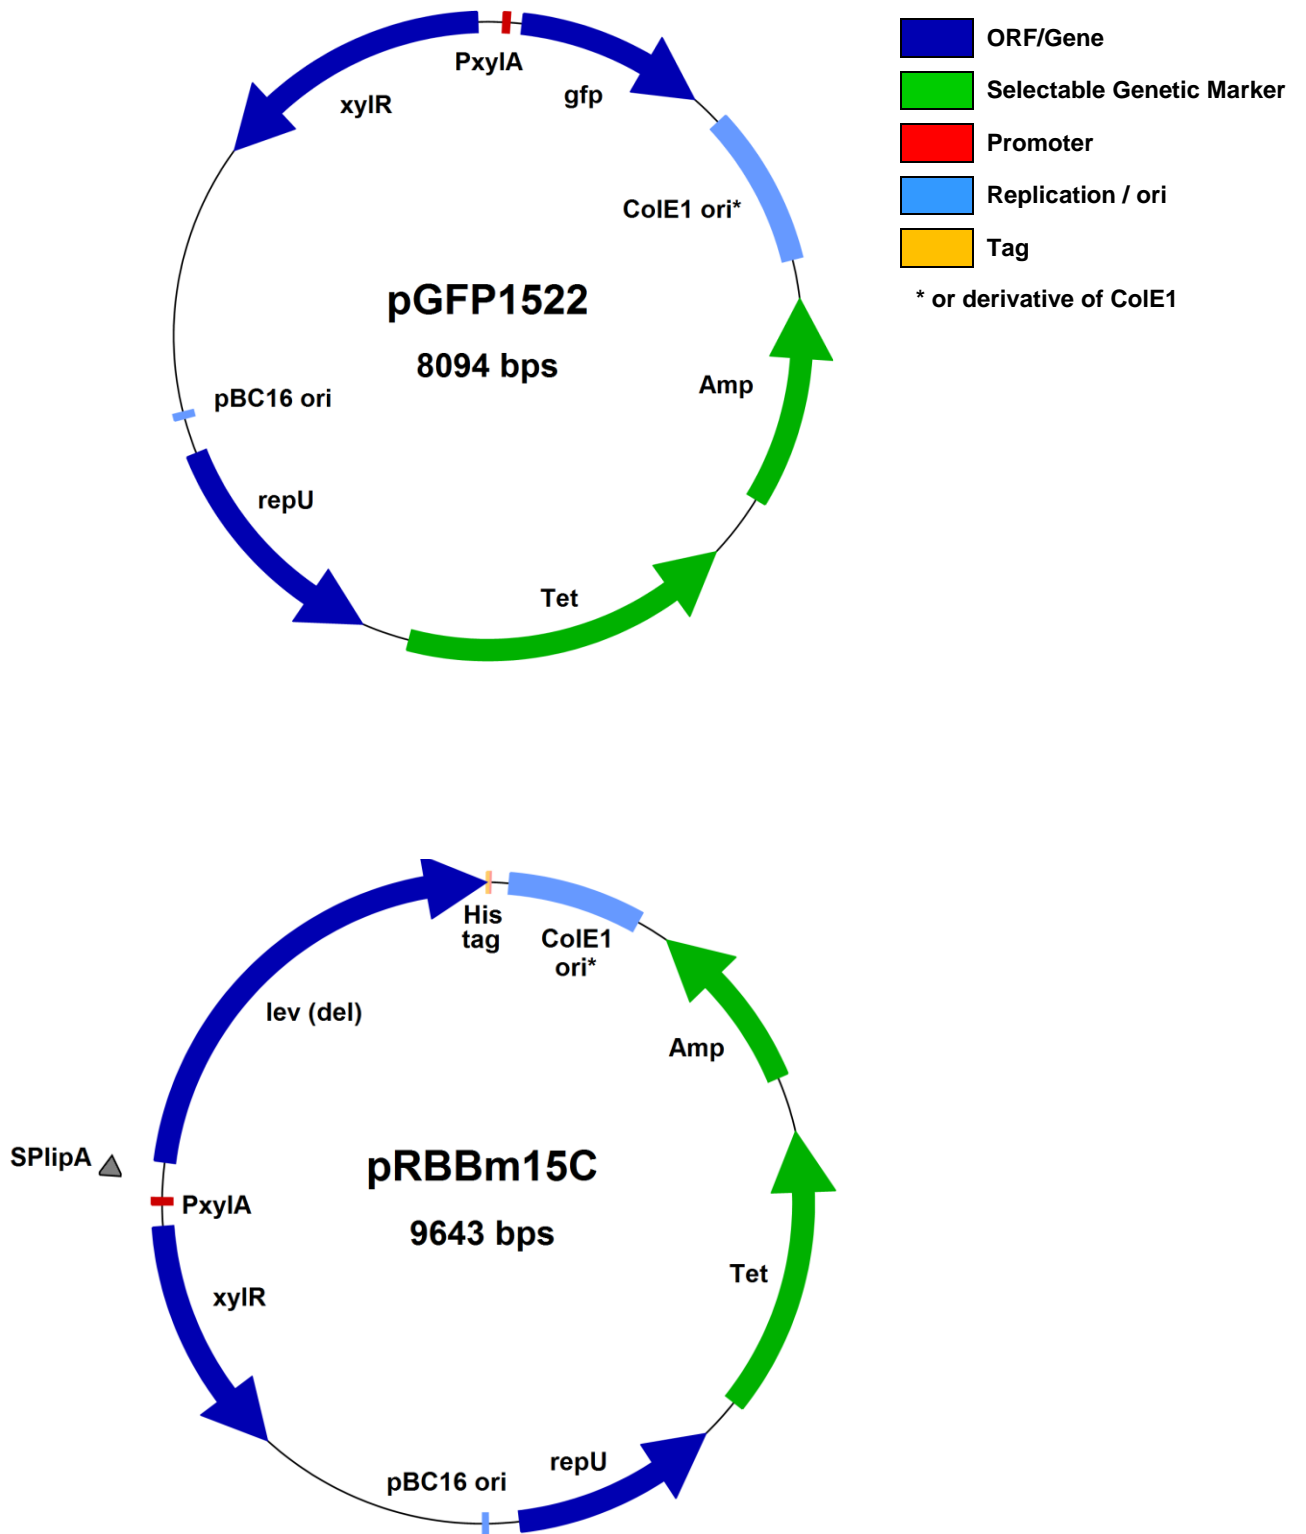 ORF/Gene
Selectable Genetic Marker
Promoter
Replication / ori
Tag
* or derivative of ColE1
PxylA
gfp
xylR
ColE1 ori*
pGFP1522
8094 bps
Amp
pBC16 ori
repU
Tet
His
tag
ColE1
ori*
lev (del)
Amp
SPlipA
pRBBm15C
PxylA
9643 bps
Tet
xylR
repU
pBC16 ori